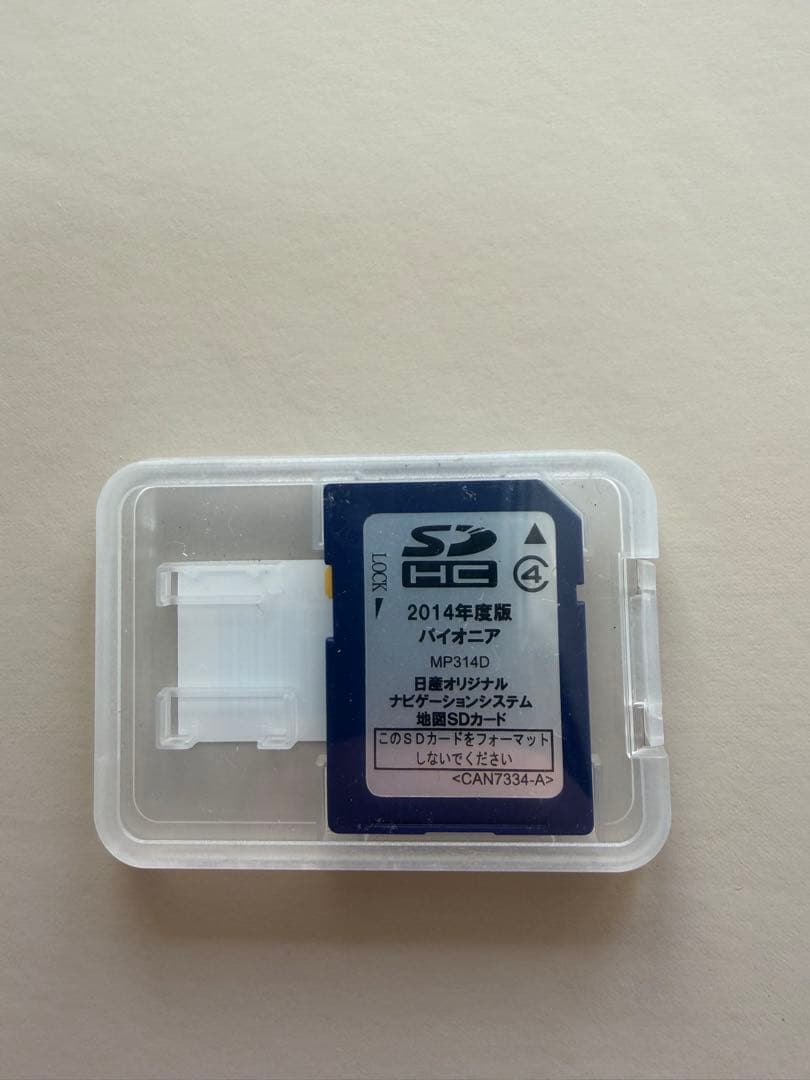 SD
HC ④
LOCK
2014年度版
パイオニア
MP314D
日産オリジナル
ナビゲーションシステム
地図SDカード
このSDカードをフォーマット
しないでください
<CAN7334-A>